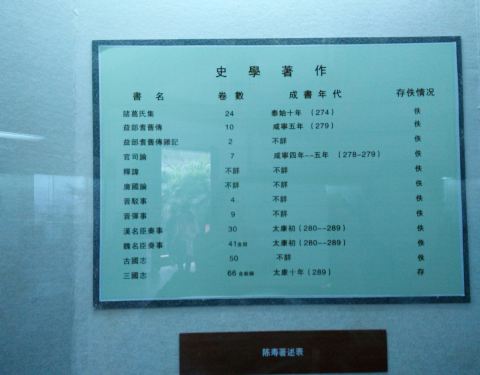 史學著作
書名 卷數 成書年代 存佚情况
諸葛氏集 24 泰始十年 (274) 佚
益部耆舊傳 10 咸寧五年 (279) 佚
益部耆舊傳雜記 2 不詳 佚
官司論 7 咸寧四年--五年 (278-279) 佚
釋諱 不詳 不詳 佚
廣國論 不詳 不詳 佚
晋駁事 4 不詳 佚
晋彈事 9 不詳 佚
漢名臣奏事 30 太康初(280--289) 佚
魏名臣奏事 41 太康初(280--289) 佚
古國志 50 不詳 佚
三國志 66 太康十年(289) 存
陈寿著述表